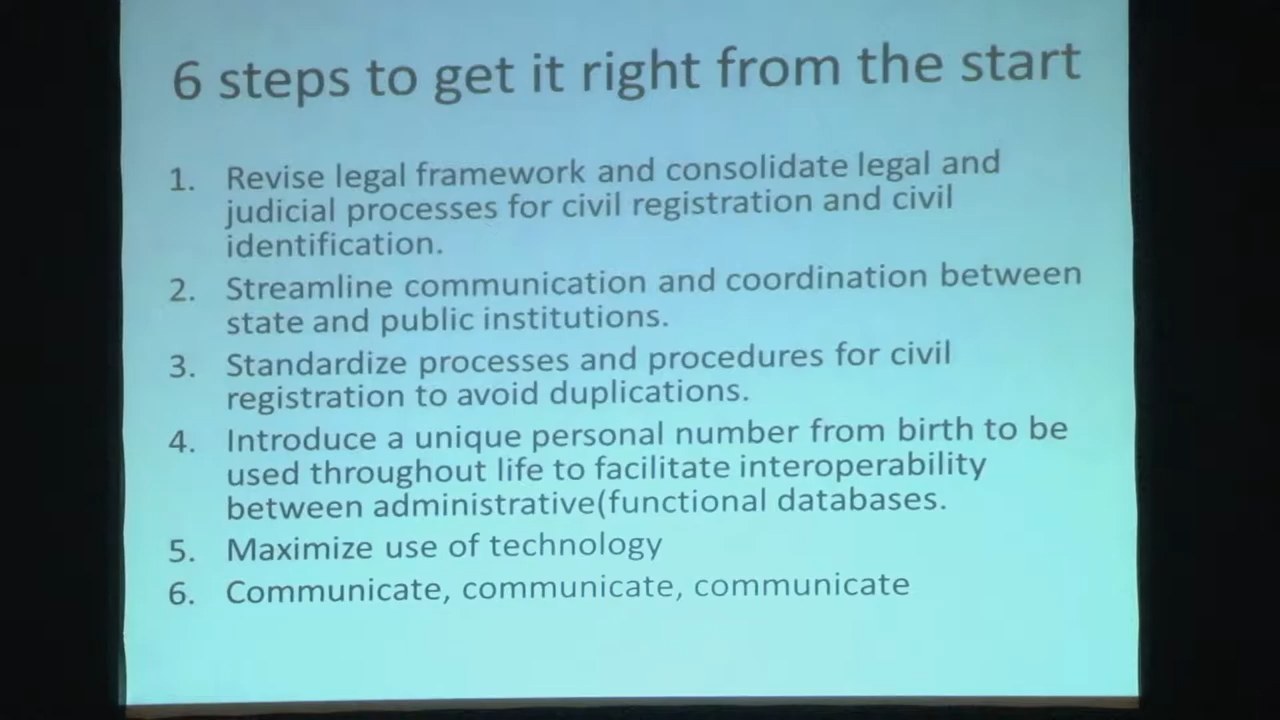 6 steps to get it right from the start
1. Revise legal framework and consolidate legal and
judicial processes for civil registration and civil
identification.
2. Streamline communication and coordination between
state and public institutions.
3. Standardize processes and procedures for civil
registration to avoid duplications.
4. Introduce a unique personal number from birth to be
used throughout life to facilitate interoperability
between administrative(functional databases.
5. Maximize use of technology
6. Communicate, communicate, communicate